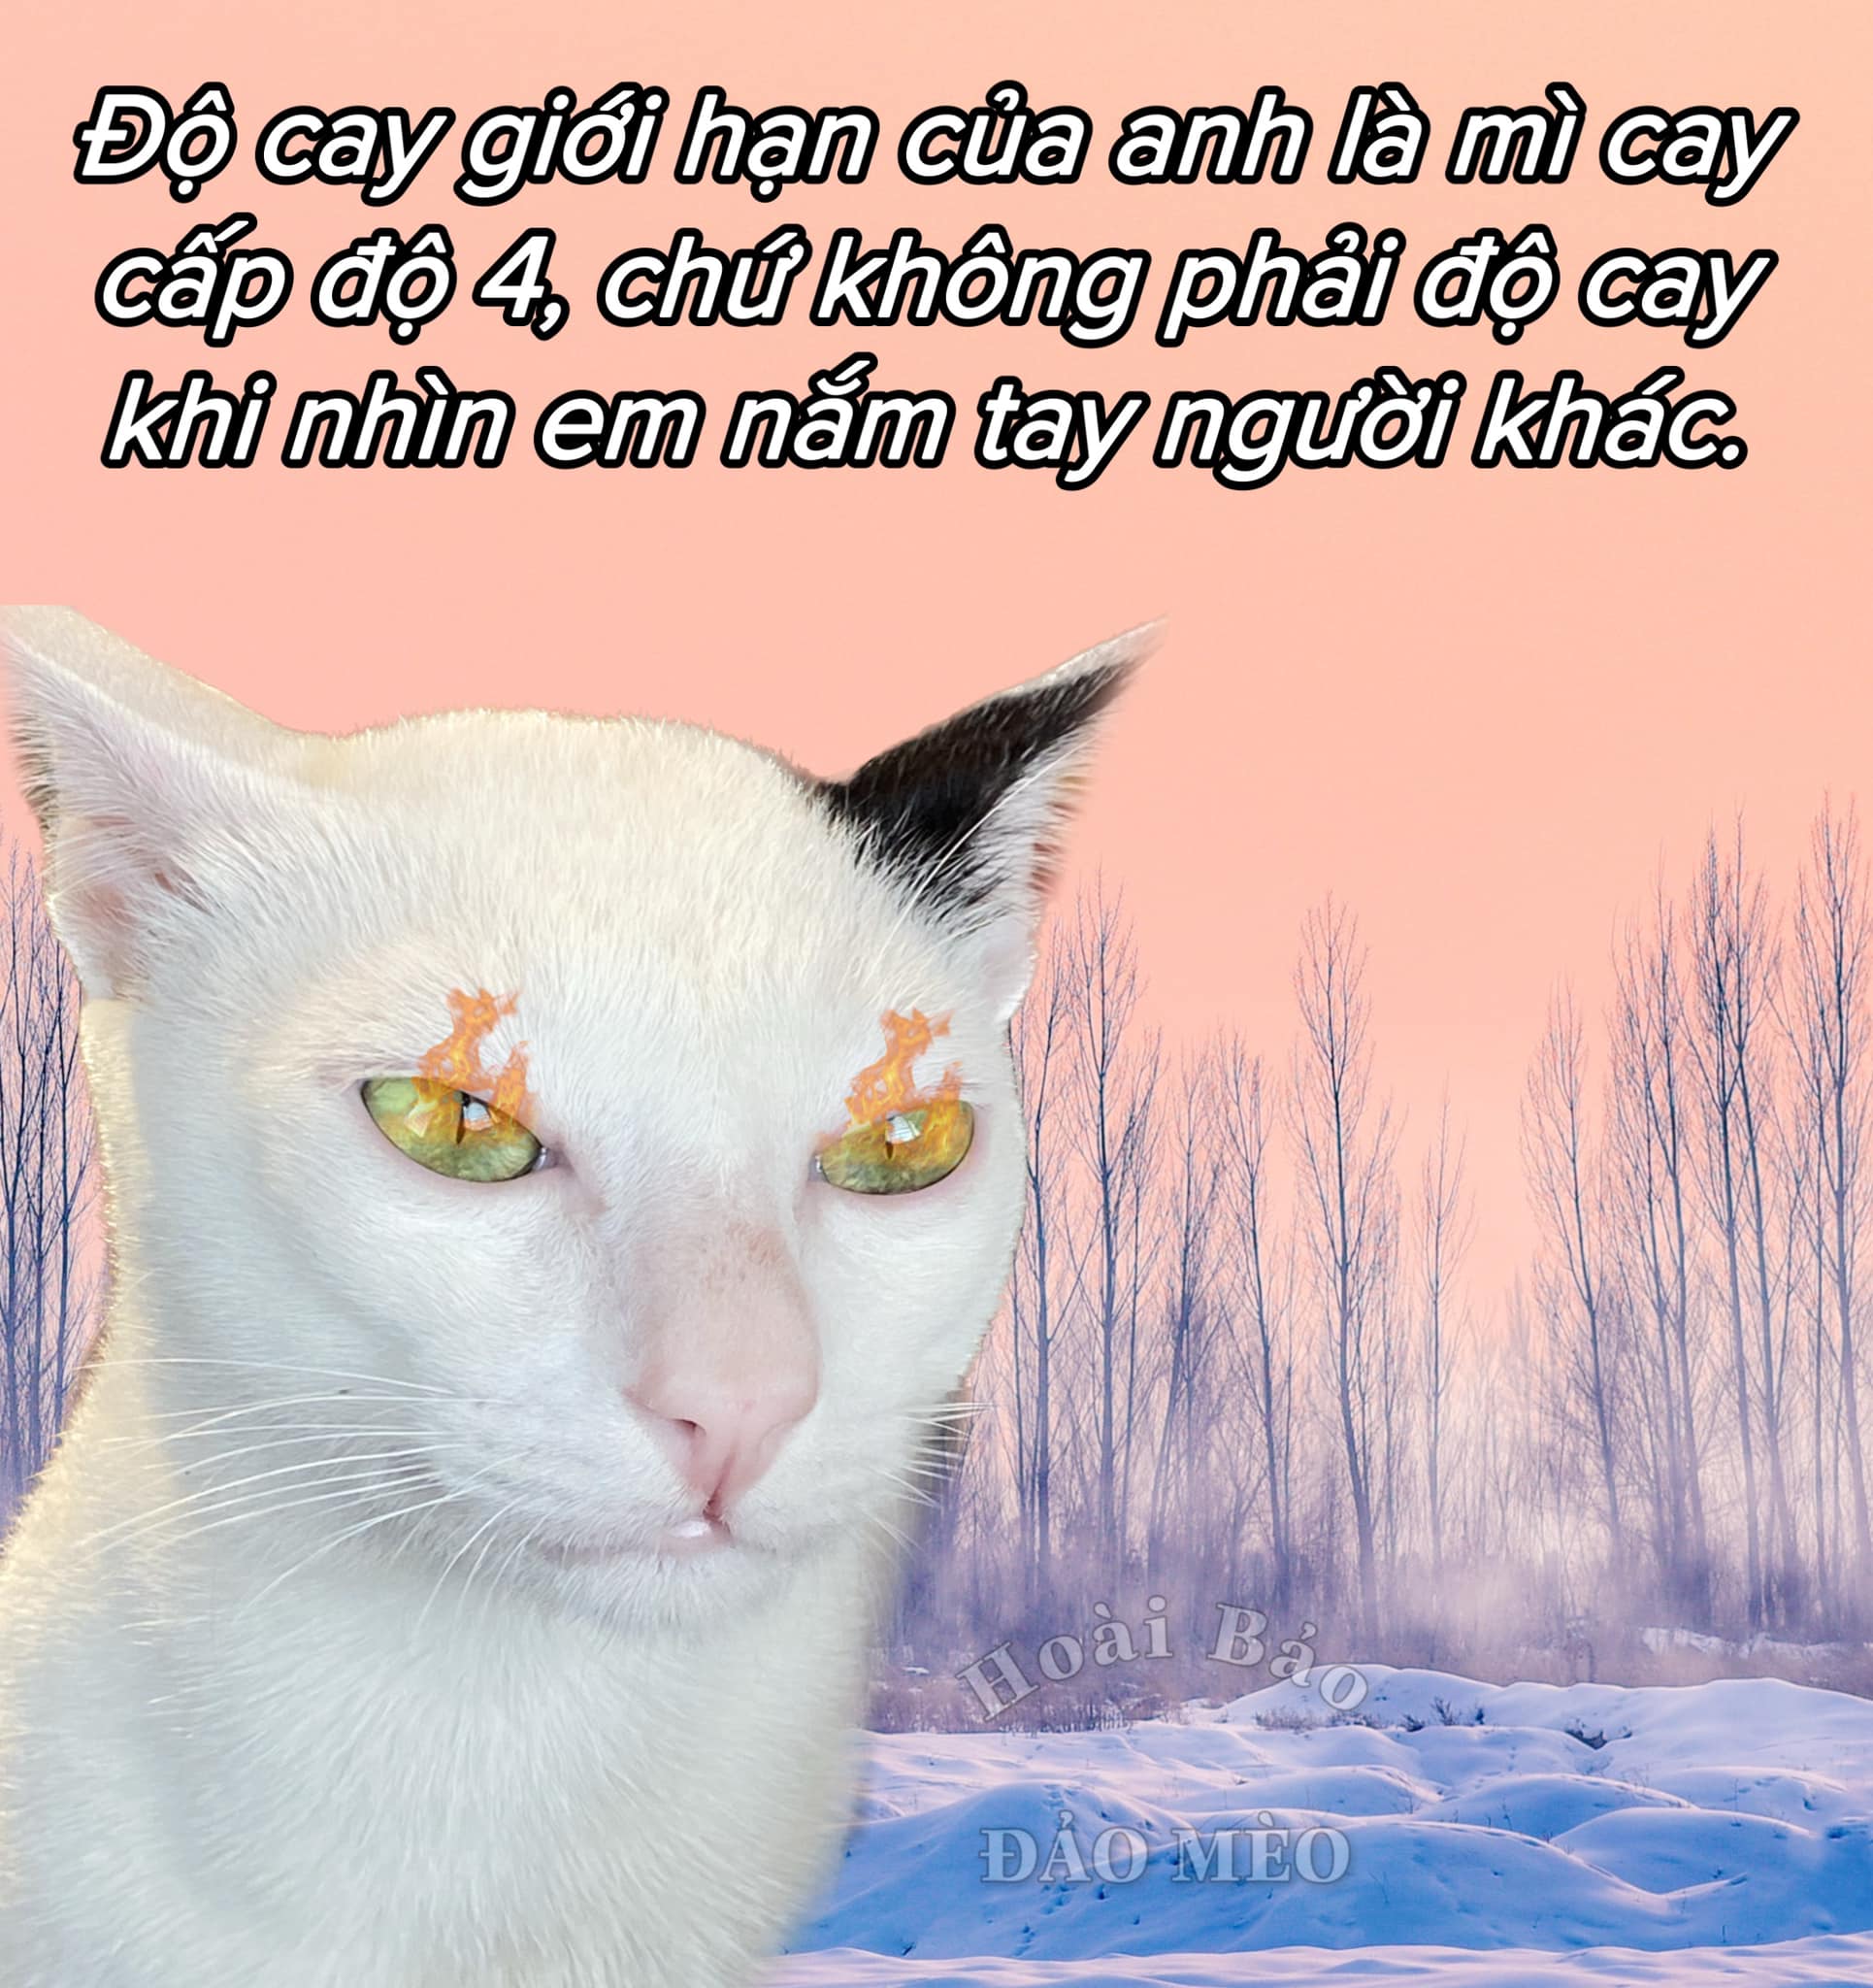 Độ cay giới hạn của anh là mì cay
cấp độ 4, chứ không phải độ cay
khi nhìn em nắm tay người khác.
Hoài Bảo
ĐẢO MÈO